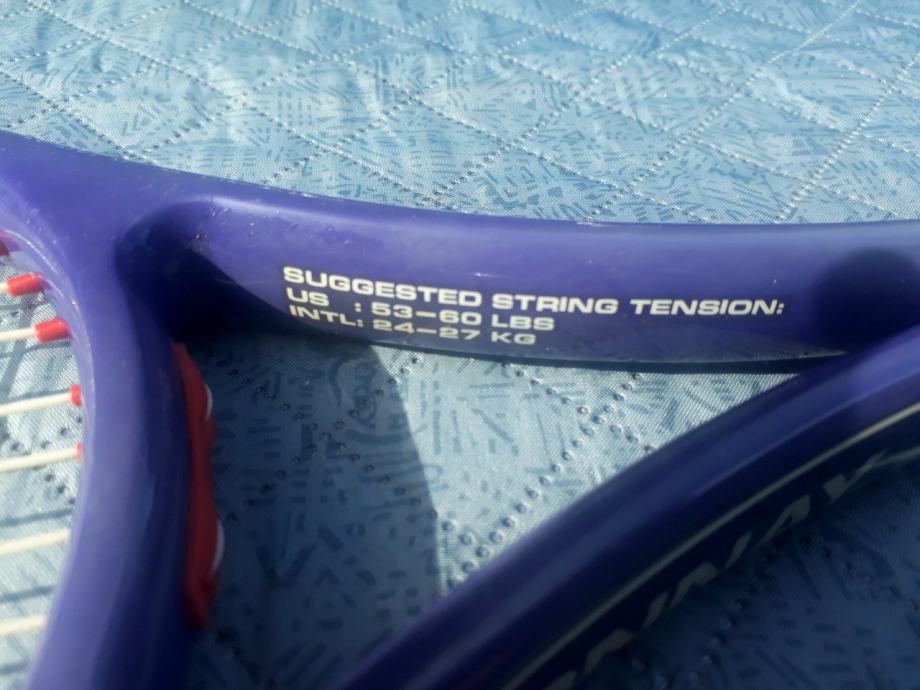 SUGGESTED STRING TENSION:
US : 53-60 LBS
INTL: 24-27 KG